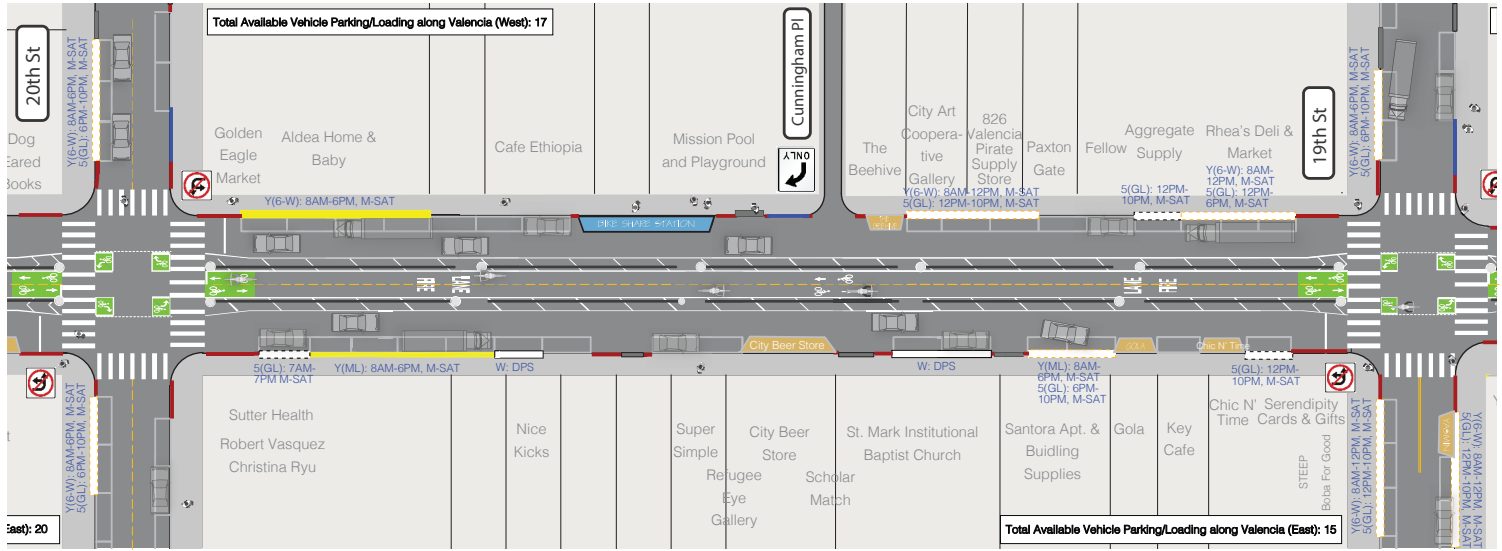 Total Available Vehicle Parking/Loading along Valencia (West): 17
20th St
Cunningham Pl
ONLY
19th St
Y(6-W): 8AM-6PM, M-SAT
5(GL): 6PM-10PM, M-SAT
Y(6-W): 8AM-6PM, M-SAT
5(GL): 6PM-10PM, M-SAT
Dog
Eared
Books
Golden
Eagle
Market
Aldea Home &
Baby
Cafe Ethiopia
Mission Pool
and Playground
The
Beehive
City Art
Coopera-
tive
Gallery
826
Valencia
Pirate
Supply
Store
Paxton
Gate
Fellow
Aggregate
Supply
Rhea's Deli &
Market
Y(6-W): 8AM-6PM, M-SAT
Y(6-W): 8AM-12PM, M-SAT
5(GL): 12PM-10PM, M-SAT
5(GL): 12PM-
10PM, M-SAT
Y(6-W): 8AM-
12PM, M-SAT
5(GL): 12PM-
6PM, M-SAT
BIKE SHARE STATION
FIRE
LANE
LANE
FIRE
City Beer Store
GOLA
Chic N' Time
5(GL): 7AM-
7PM M-SAT
Y(ML): 8AM-6PM, M-SAT
W: DPS
W: DPS
Y(ML): 8AM-
6PM, M-SAT
5(GL): 6PM-
10PM, M-SAT
5(GL): 12PM-
10PM, M-SAT
Sutter Health
Robert Vasquez
Christina Ryu
Nice
Kicks
Super
Simple
Refugee
Eye
Gallery
City Beer
Store
Scholar
Match
St. Mark Institutional
Baptist Church
Santora Apt. &
Buidling
Supplies
Gola
Key
Cafe
Chic N'
Time
Serendipity
Cards & Gifts
STEEP
Boba For Good
Y(6-W): 8AM-6PM, M-SAT
5(GL): 6PM-10PM, M-SAT
Y(6-W): 8AM-12PM, M-SAT
5(GL): 12PM-10PM, M-SAT
Y(6-W): 8AM-12PM, M-SAT
5(GL): 12PM-10PM, M-SAT
East): 20
Total Available Vehicle Parking/Loading along Valencia (East): 15